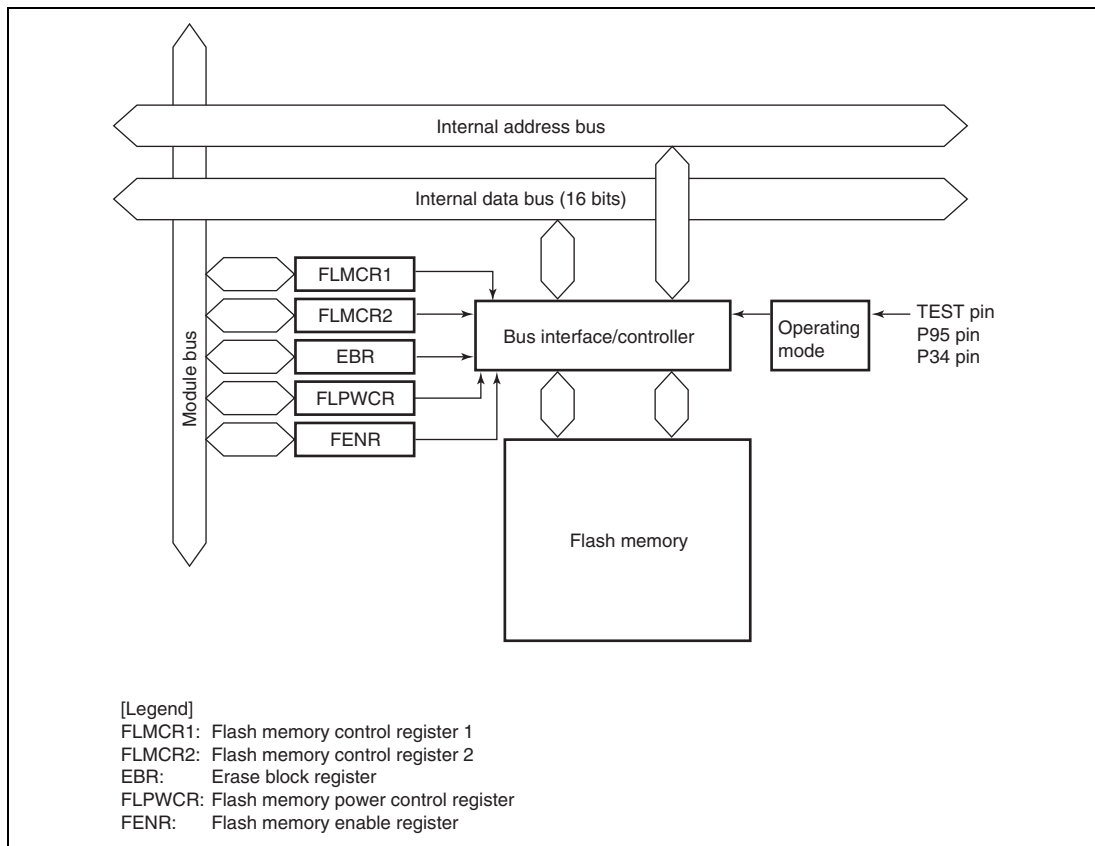 Internal address bus
Internal data bus (16 bits)
Module bus
FLMCR1
FLMCR2
EBR
FLPWCR
FENR
Bus interface/controller
Operating
mode
TEST pin
P95 pin
P34 pin
Flash memory
[Legend]
FLMCR1: Flash memory control register 1
FLMCR2: Flash memory control register 2
EBR: Erase block register
FLPWCR: Flash memory power control register
FENR: Flash memory enable register